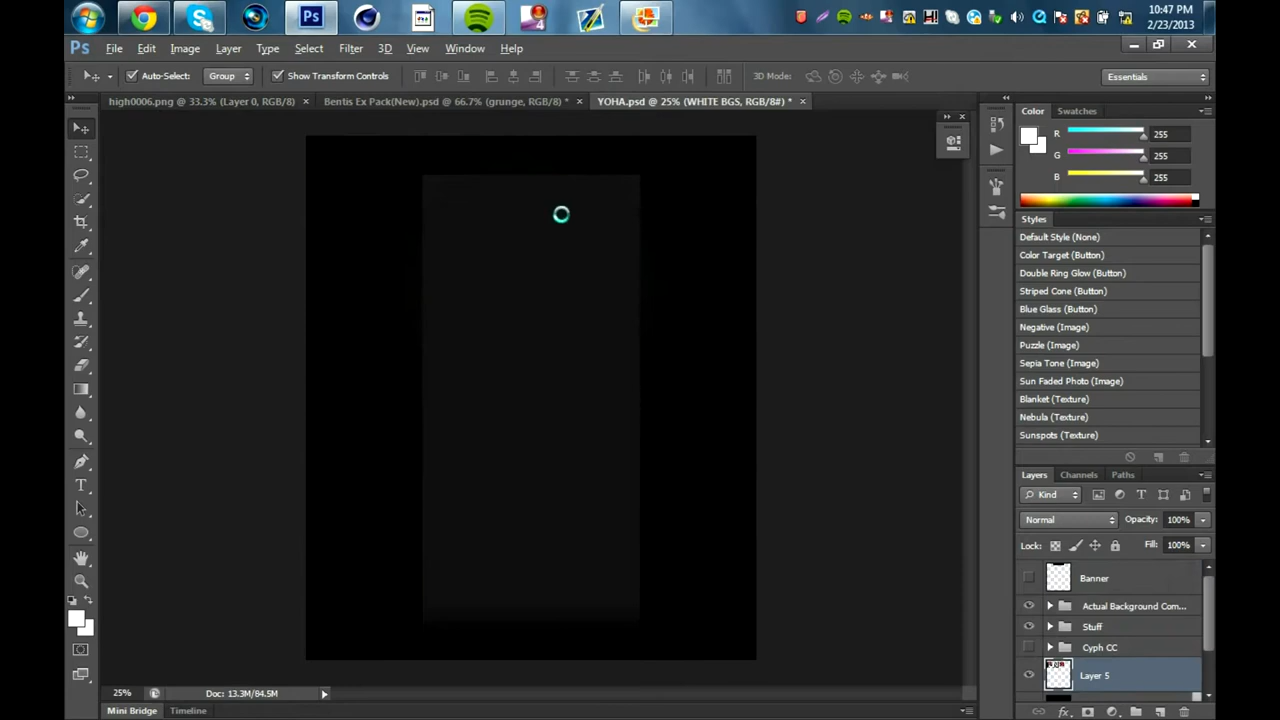 10:47 PM
2/23/2013
Ps
4
Ps File Edit Image Layer Type Select Filter 3D View Window Help
Auto-Select: Group Show Transform Controls 3D Mode: Essentials
high0006.png @ 33.3% (Layer 0, RGB/8) × Bentis Ex Pack(New).psd @ 66.7% (grunge, RGB/8) * × YOHA.psd @ 25% (WHITE BGS, RGB/8#) * ×
Color Swatches
R 255
G 255
B 255
Styles
Default Style (None)
Color Target (Button)
Double Ring Glow (Button)
Striped Cone (Button)
Blue Glass (Button)
Negative (Image)
Puzzle (Image)
Sepia Tone (Image)
Sun Faded Photo (Image)
Blanket (Texture)
Nebula (Texture)
Sunspots (Texture)
Layers Channels Paths
Kind
Normal Opacity: 100%
Lock: Fill: 100%
Banner
Actual Background Com...
Stuff
Cyph CC
Layer 5
25% Doc: 13.3M/84.5M
Mini Bridge Timeline